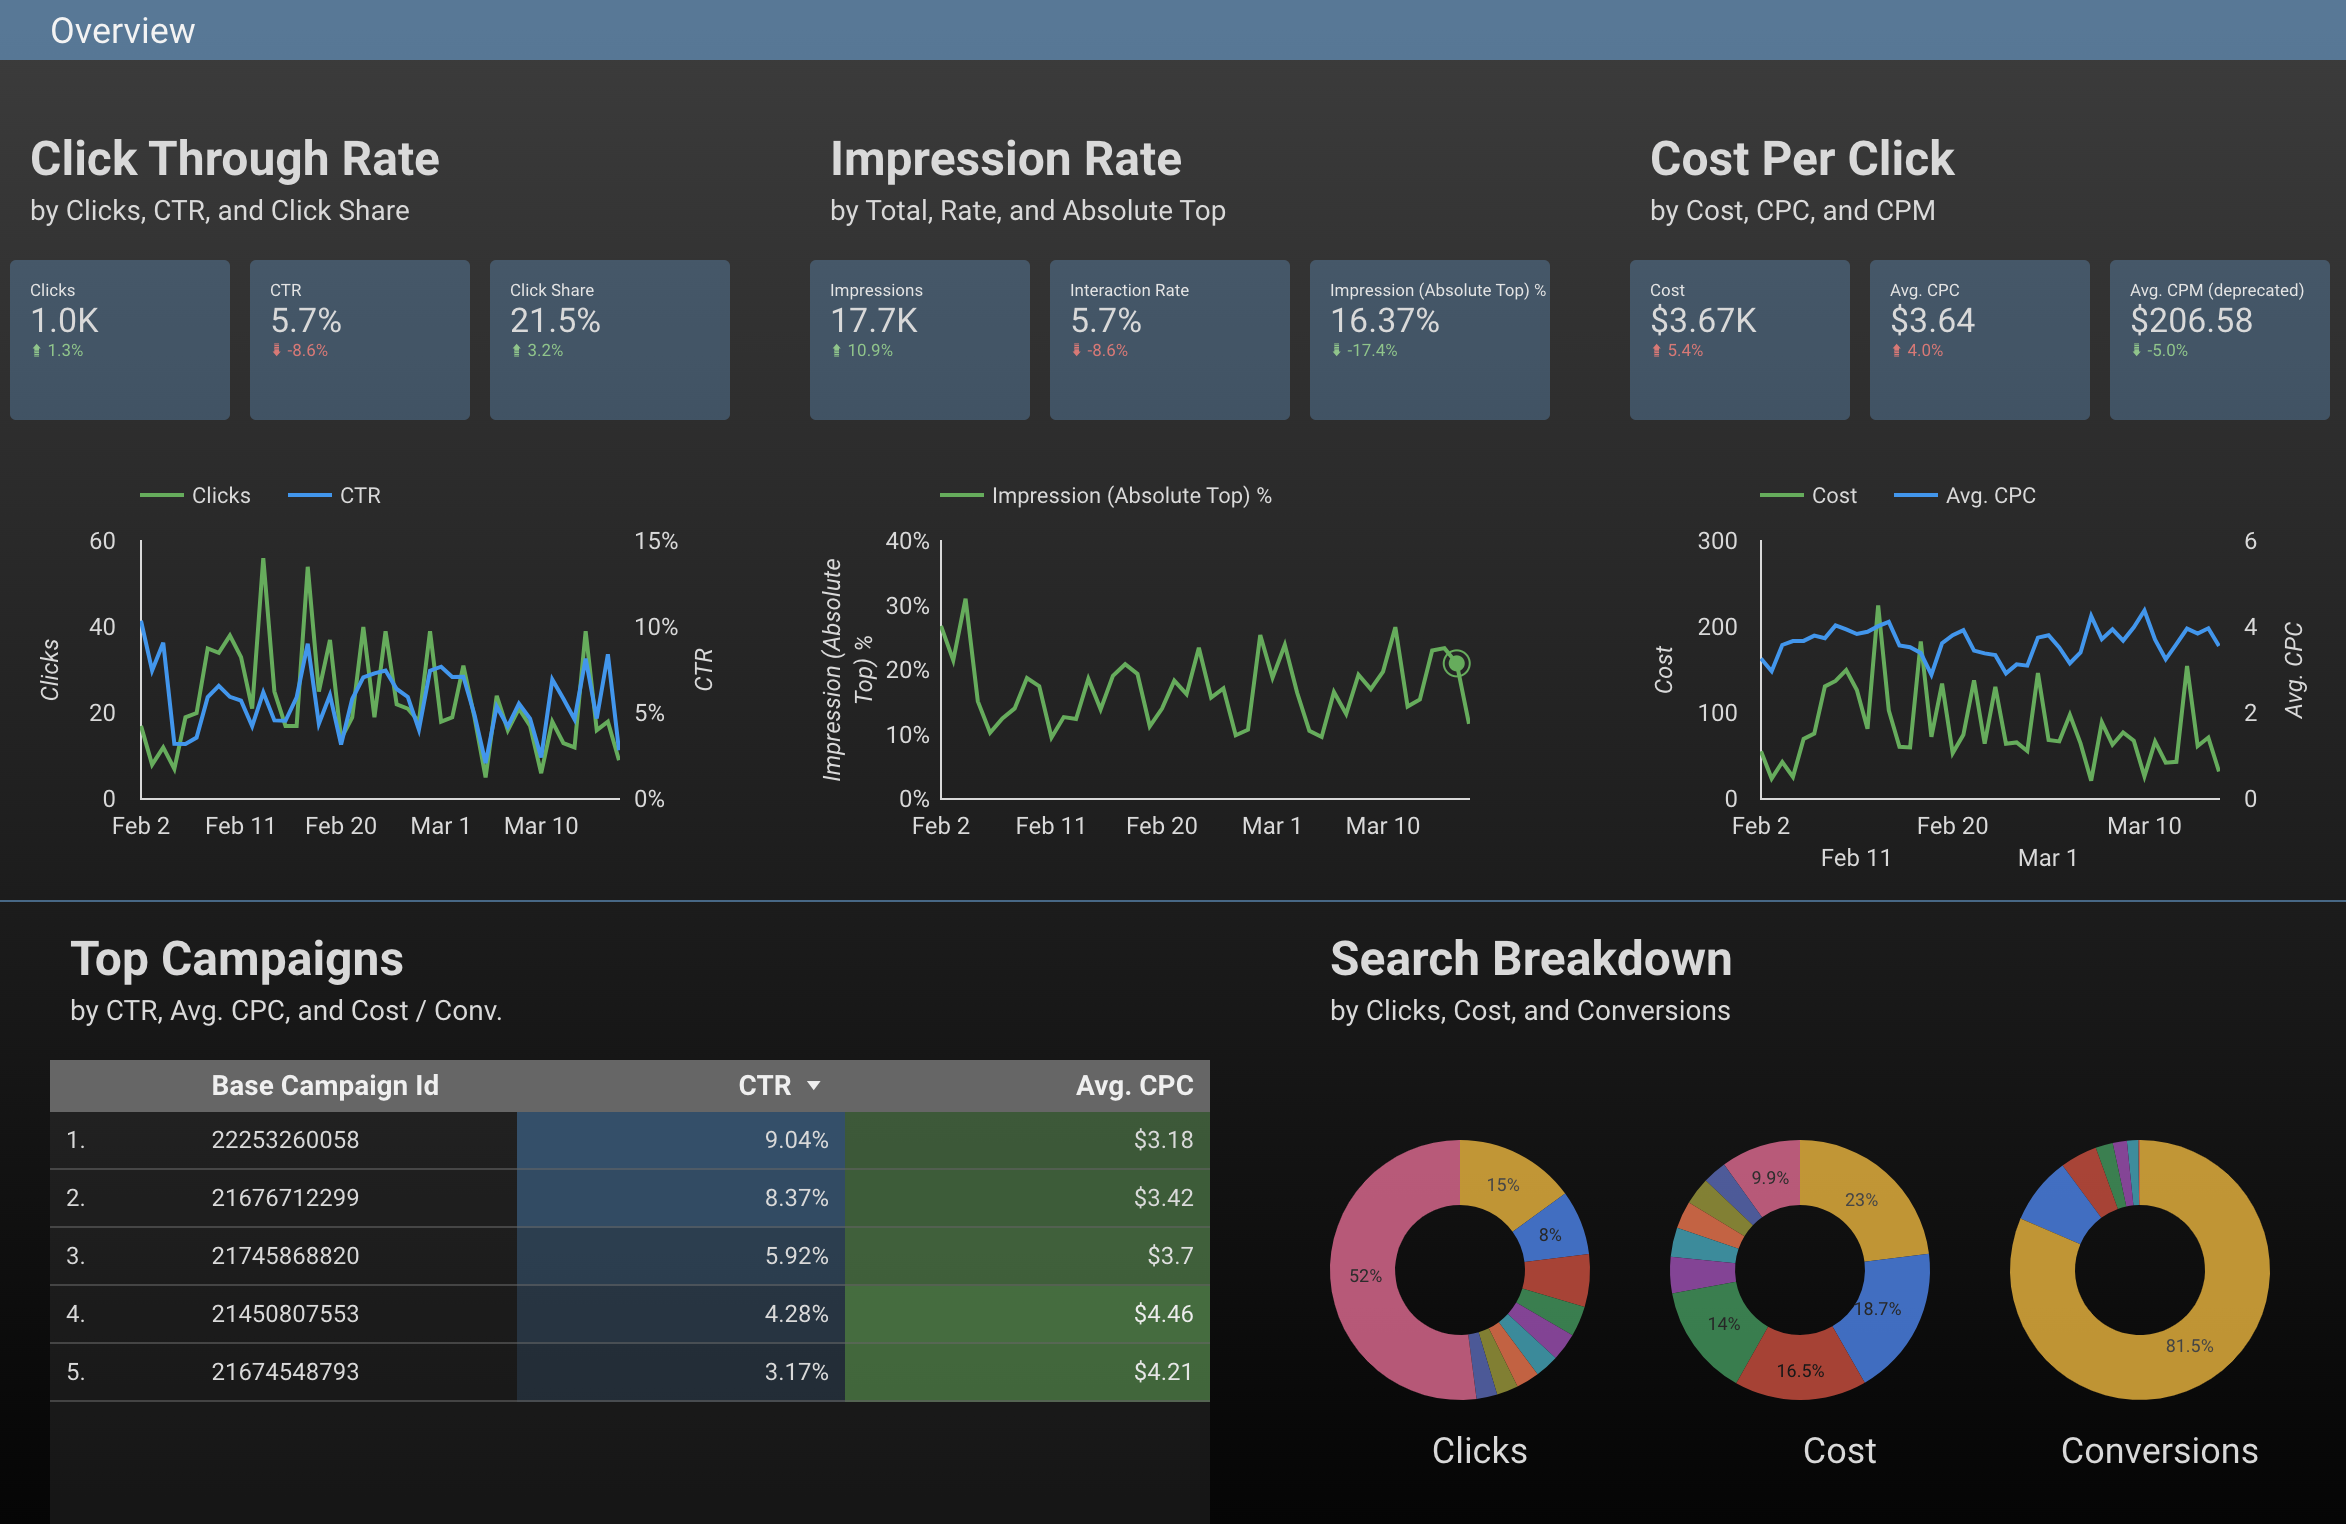 Overview
Click Through Rate
by Clicks, CTR, and Click Share
Clicks
1.0K
1.3%
CTR
5.7%
-8.6%
Click Share
21.5%
3.2%
Clicks
CTR
60
40
20
0
Clicks
15%
10%
5%
0%
CTR
Feb 2
Feb 11
Feb 20
Mar 1
Mar 10
Impression Rate
by Total, Rate, and Absolute Top
Impressions
17.7K
10.9%
Interaction Rate
5.7%
-8.6%
Impression (Absolute Top) %
16.37%
-17.4%
Impression (Absolute Top) %
40%
30%
20%
10%
0%
Impression (Absolute
Top) %
Feb 2
Feb 11
Feb 20
Mar 1
Mar 10
Cost Per Click
by Cost, CPC, and CPM
Cost
$3.67K
5.4%
Avg. CPC
$3.64
4.0%
Avg. CPM (deprecated)
$206.58
-5.0%
Cost
Avg. CPC
300
200
100
0
Cost
6
4
2
0
Avg. CPC
Feb 2
Feb 11
Feb 20
Mar 1
Mar 10
Top Campaigns
by CTR, Avg. CPC, and Cost / Conv.
Base Campaign Id CTR Avg. CPC
1. 22253260058 9.04% $3.18
2. 21676712299 8.37% $3.42
3. 21745868820 5.92% $3.7
4. 21450807553 4.28% $4.46
5. 21674548793 3.17% $4.21
Search Breakdown
by Clicks, Cost, and Conversions
15%
8%
52%
Clicks
9.9%
23%
18.7%
14%
16.5%
Cost
81.5%
Conversions